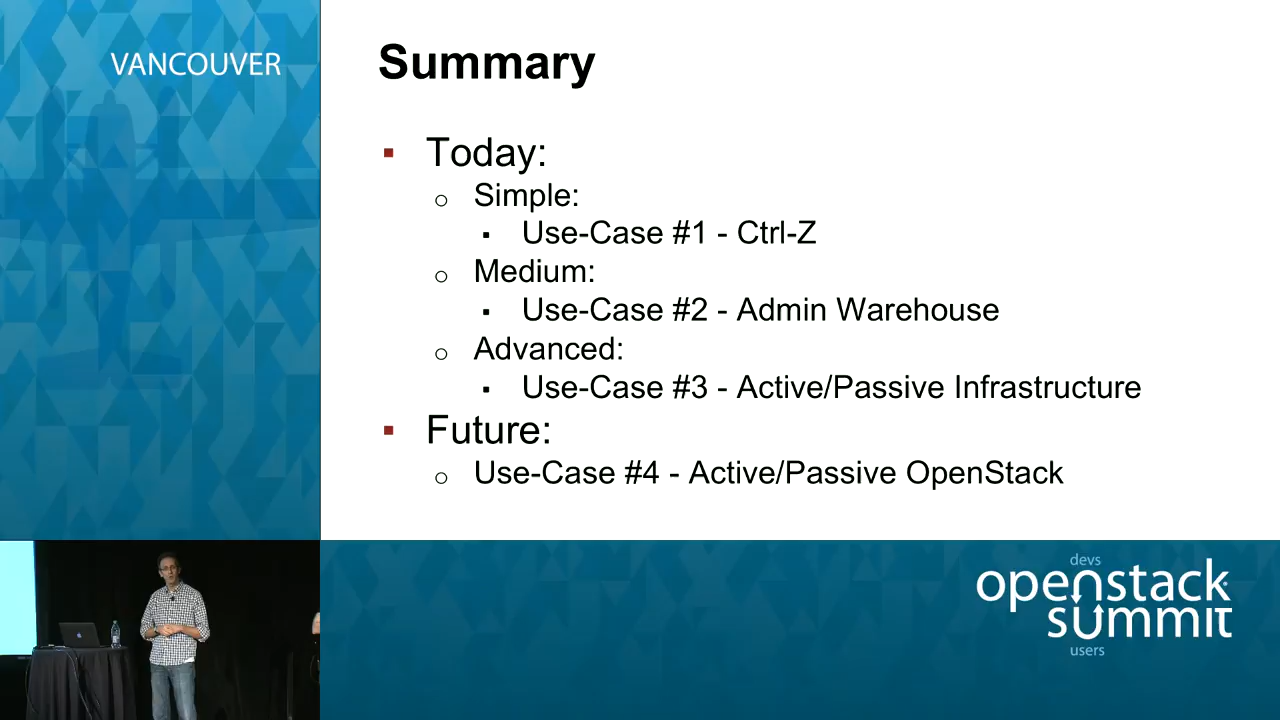 VANCOUVER
Summary
▪ Today:
o Simple:
▪ Use-Case #1 - Ctrl-Z
o Medium:
▪ Use-Case #2 - Admin Warehouse
o Advanced:
▪ Use-Case #3 - Active/Passive Infrastructure
▪ Future:
o Use-Case #4 - Active/Passive OpenStack
devs
openstack
summit
users